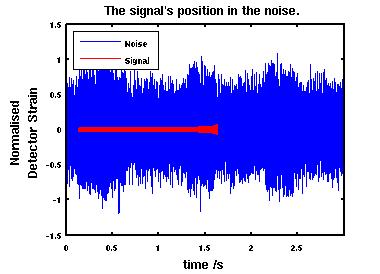 The signal's position in the noise.
Normalised
Detector Strain
1.5
1
0.5
0
-0.5
-1
-1.5
Noise
Signal
0 0.5 1 1.5 2 2.5
time /s